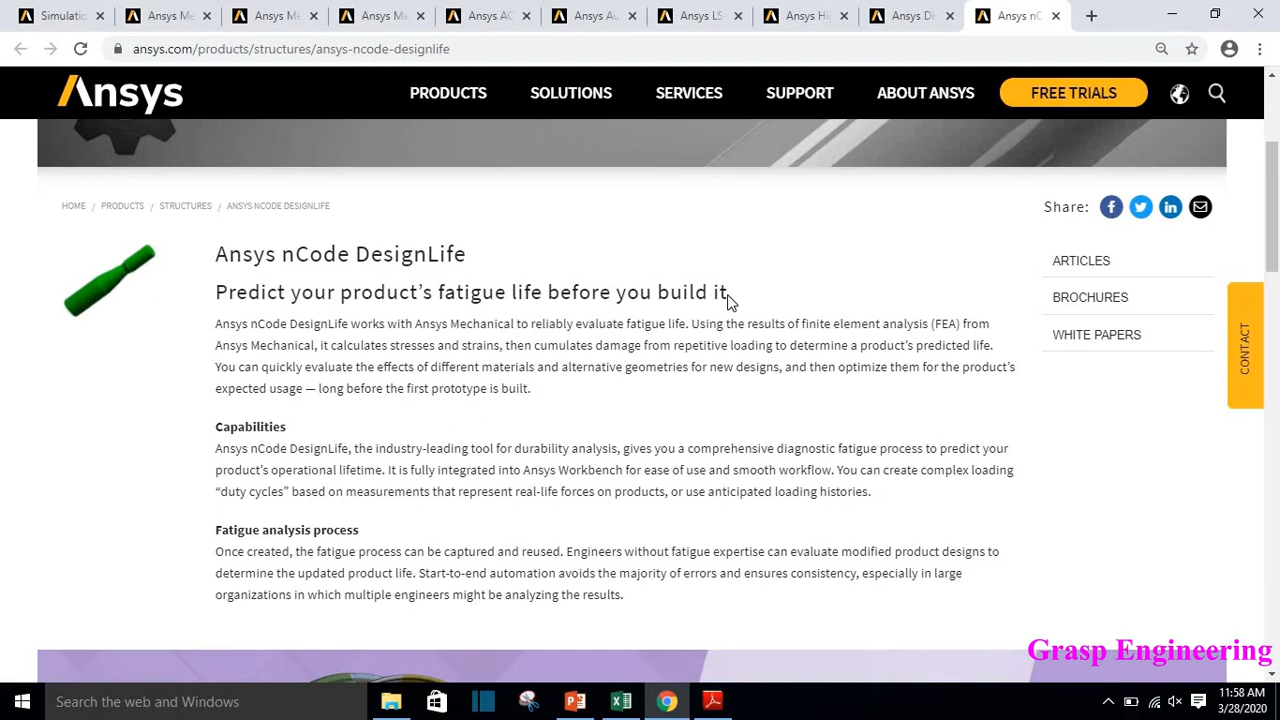 Simulatio
Ansys Me
Ansys Me
Ansys Ma
Ansys AC
Ansys Au
Ansys LS-
Ansys Hi
Ansys Di
Ansys nC
ansys.com/products/structures/ansys-ncode-designlife
Ansys
PRODUCTS
SOLUTIONS
SERVICES
SUPPORT
ABOUT ANSYS
FREE TRIALS
HOME / PRODUCTS / STRUCTURES / ANSYS NCODE DESIGNLIFE
Share:
Ansys nCode DesignLife
Predict your product’s fatigue life before you build it.
Ansys nCode DesignLife works with Ansys Mechanical to reliably evaluate fatigue life. Using the results of finite element analysis (FEA) from
Ansys Mechanical, it calculates stresses and strains, then cumulates damage from repetitive loading to determine a product’s predicted life.
You can quickly evaluate the effects of different materials and alternative geometries for new designs, and then optimize them for the product’s
expected usage — long before the first prototype is built.
Capabilities
Ansys nCode DesignLife, the industry-leading tool for durability analysis, gives you a comprehensive diagnostic fatigue process to predict your
product’s operational lifetime. It is fully integrated into Ansys Workbench for ease of use and smooth workflow. You can create complex loading
“duty cycles” based on measurements that represent real-life forces on products, or use anticipated loading histories.
Fatigue analysis process
Once created, the fatigue process can be captured and reused. Engineers without fatigue expertise can evaluate modified product designs to
determine the updated product life. Start-to-end automation avoids the majority of errors and ensures consistency, especially in large
organizations in which multiple engineers might be analyzing the results.
ARTICLES
BROCHURES
WHITE PAPERS
CONTACT
Grasp Engineering
Search the web and Windows
11:58 AM
3/28/2020